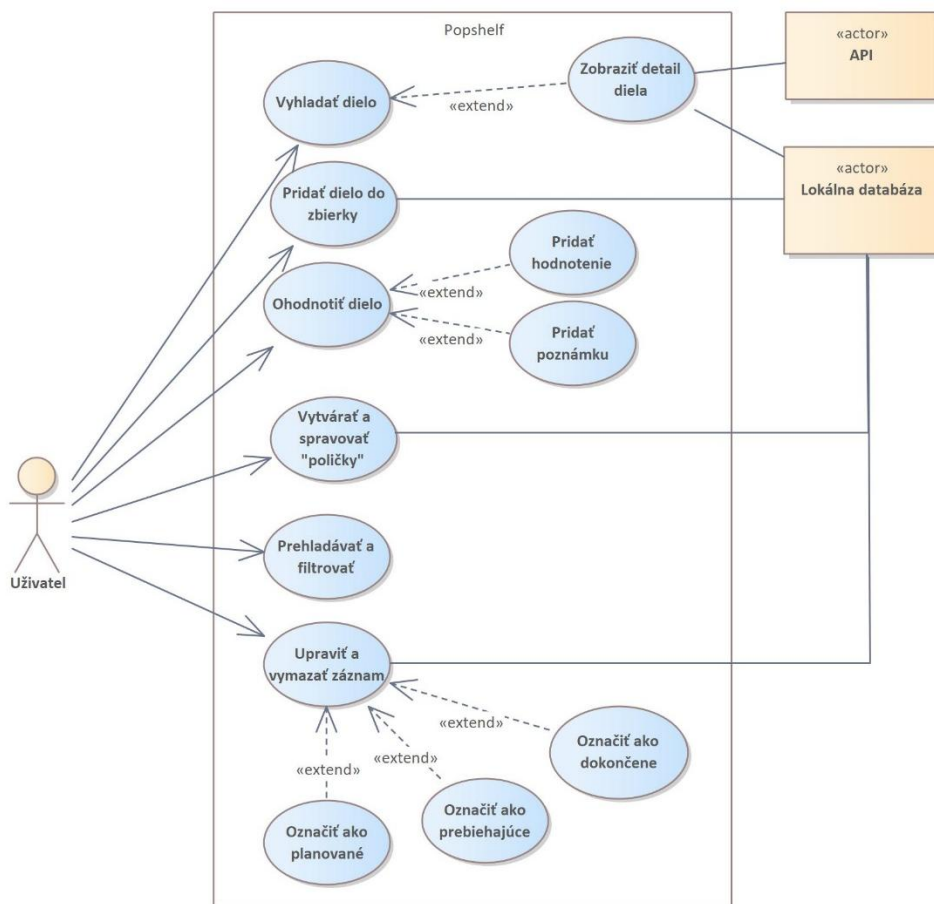 Popshelf
«actor»
API
Zobraziť detail
diela
Vyhladať dielo
«extend»
«actor»
Lokálna databáza
Pridať dielo do
zbierky
Pridať
hodnotenie
«extend»
Ohodnotiť dielo
«extend»
Pridať
poznámku
Vytvárať a
spravovať
"poličky"
Prehladávať a
filtrovať
Uživatel
Upraviť a
vymazať záznam
«extend»
«extend»
«extend»
Označiť ako
dokončene
Označiť ako
prebiehajúce
Označiť ako
planované